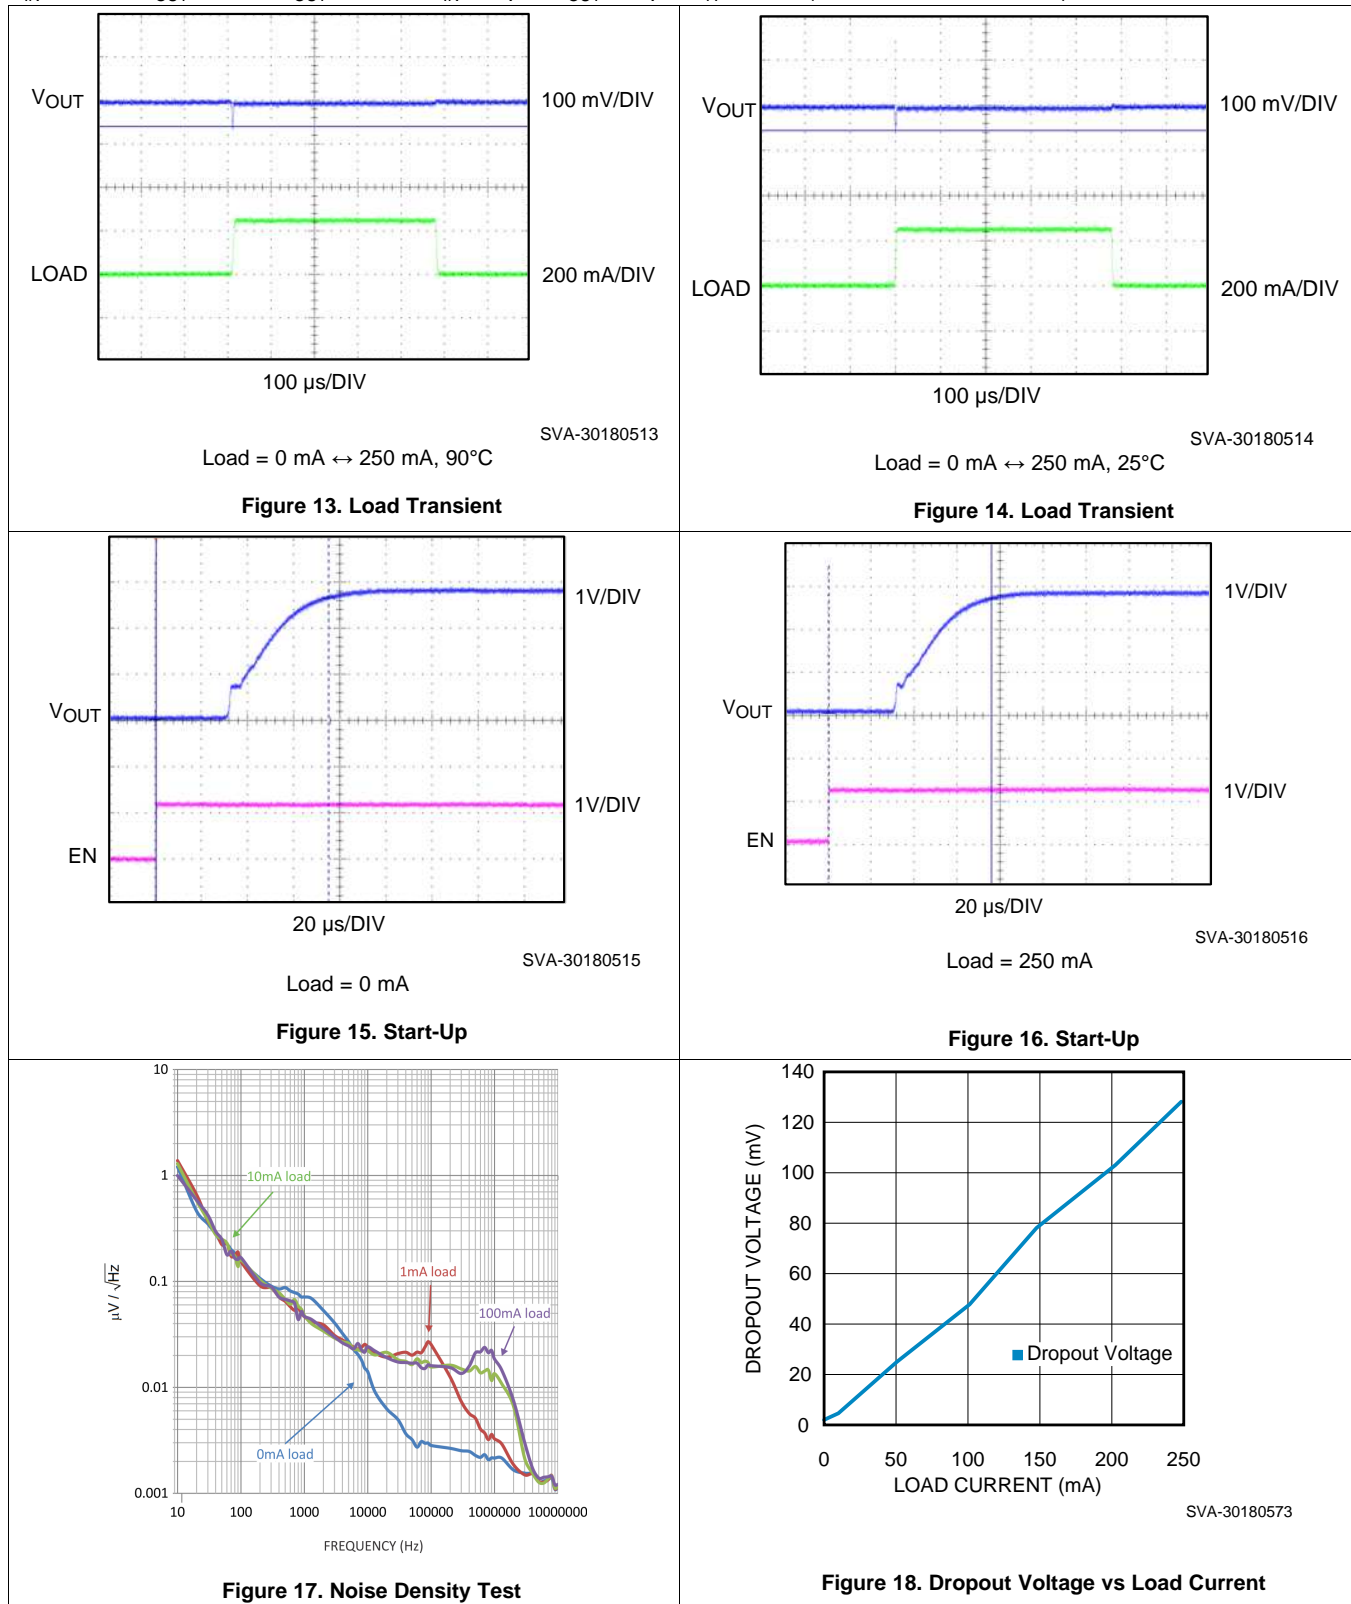 VOUT
100 mV/DIV
LOAD
200 mA/DIV
100 µs/DIV
SVA-30180513
Load = 0 mA ↔ 250 mA, 90°C
Figure 13. Load Transient
VOUT
100 mV/DIV
LOAD
200 mA/DIV
100 µs/DIV
SVA-30180514
Load = 0 mA ↔ 250 mA, 25°C
Figure 14. Load Transient
1V/DIV
VOUT
1V/DIV
EN
20 µs/DIV
SVA-30180515
Load = 0 mA
Figure 15. Start-Up
1V/DIV
VOUT
1V/DIV
EN
20 µs/DIV
SVA-30180516
Load = 250 mA
Figure 16. Start-Up
10
1
0.1
0.01
0.001
µV / √Hz
10mA load
1mA load
100mA load
0mA load
10 100 1000 10000 100000 1000000 10000000
FREQUENCY (Hz)
Figure 17. Noise Density Test
140
120
100
80
60
40
20
0
DROPOUT VOLTAGE (mV)
Dropout Voltage
0 50 100 150 200 250
LOAD CURRENT (mA)
SVA-30180573
Figure 18. Dropout Voltage vs Load Current